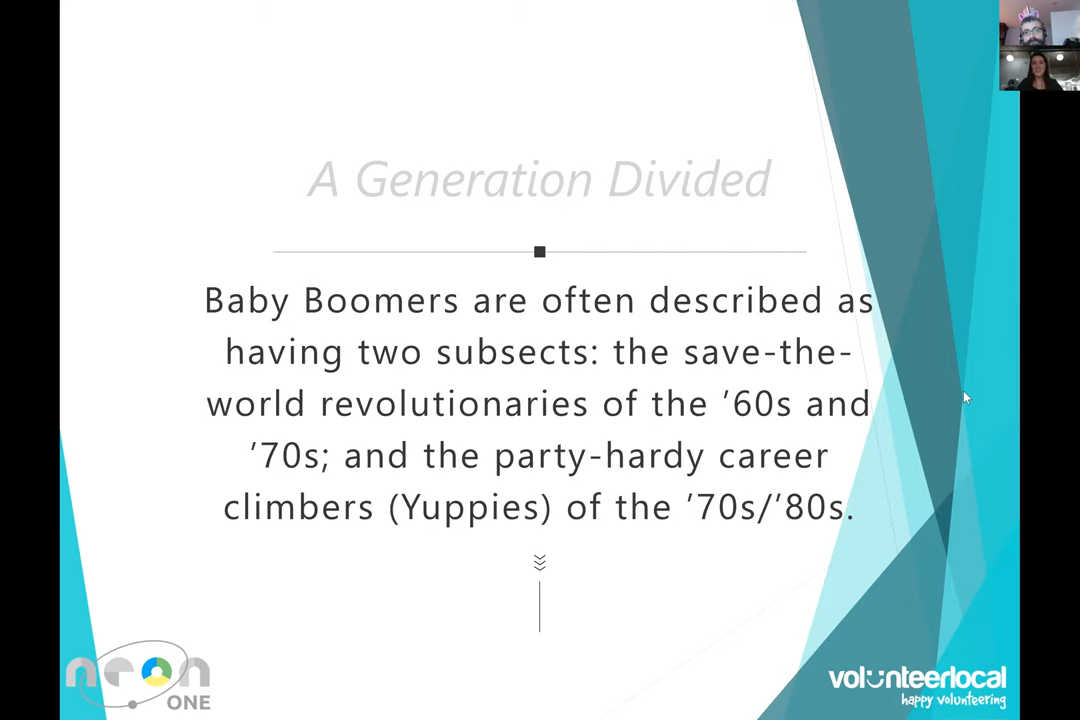 A Generation Divided
Baby Boomers are often described as
having two subsects: the save-the-
world revolutionaries of the ’60s and
’70s; and the party-hardy career
climbers (Yuppies) of the ’70s/’80s.
neon
ONE
volunteerlocal
happy volunteering